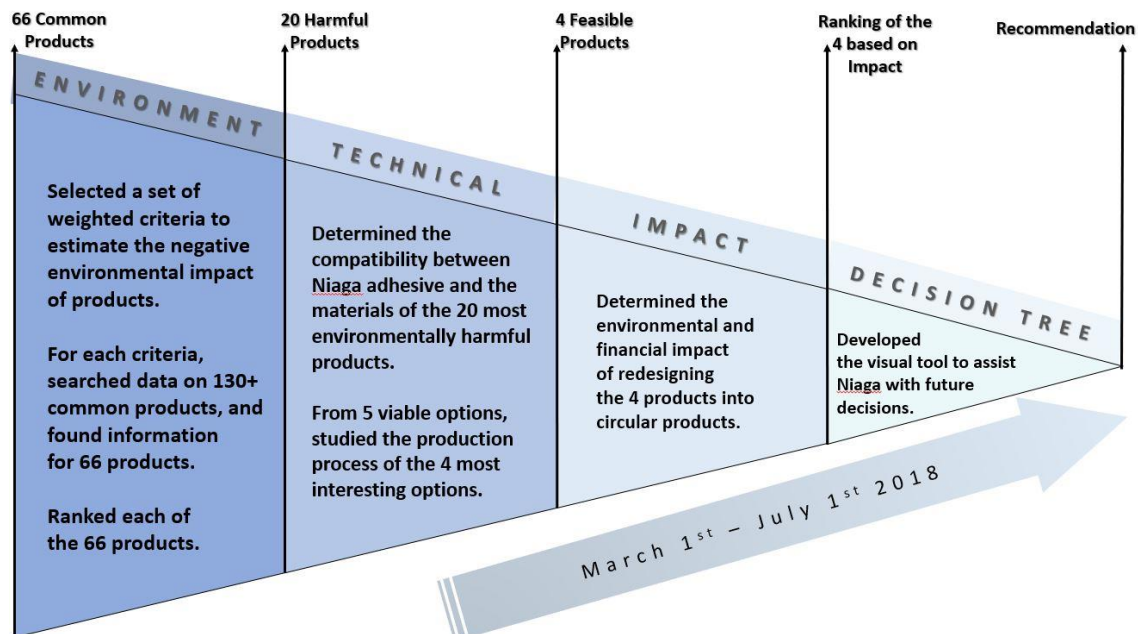 66 Common
Products
20 Harmful
Products
4 Feasible
Products
Ranking of the
4 based on
Impact
Recommendation
ENVIRONMENT
TECHNICAL
IMPACT
DECISION TREE
Selected a set of
weighted criteria to
estimate the negative
environmental impact
of products.
For each criteria,
searched data on 130+
common products, and
found information
for 66 products.
Ranked each of
the 66 products.
Determined the
compatibility between
Niaga adhesive and the
materials of the 20 most
environmentally harmful
products.
From 5 viable options,
studied the production
process of the 4 most
interesting options.
Determined the
environmental and
financial impact
of redesigning
the 4 products into
circular products.
Developed
the visual tool to assist
Niaga with future
decisions.
March 1st – July 1st 2018